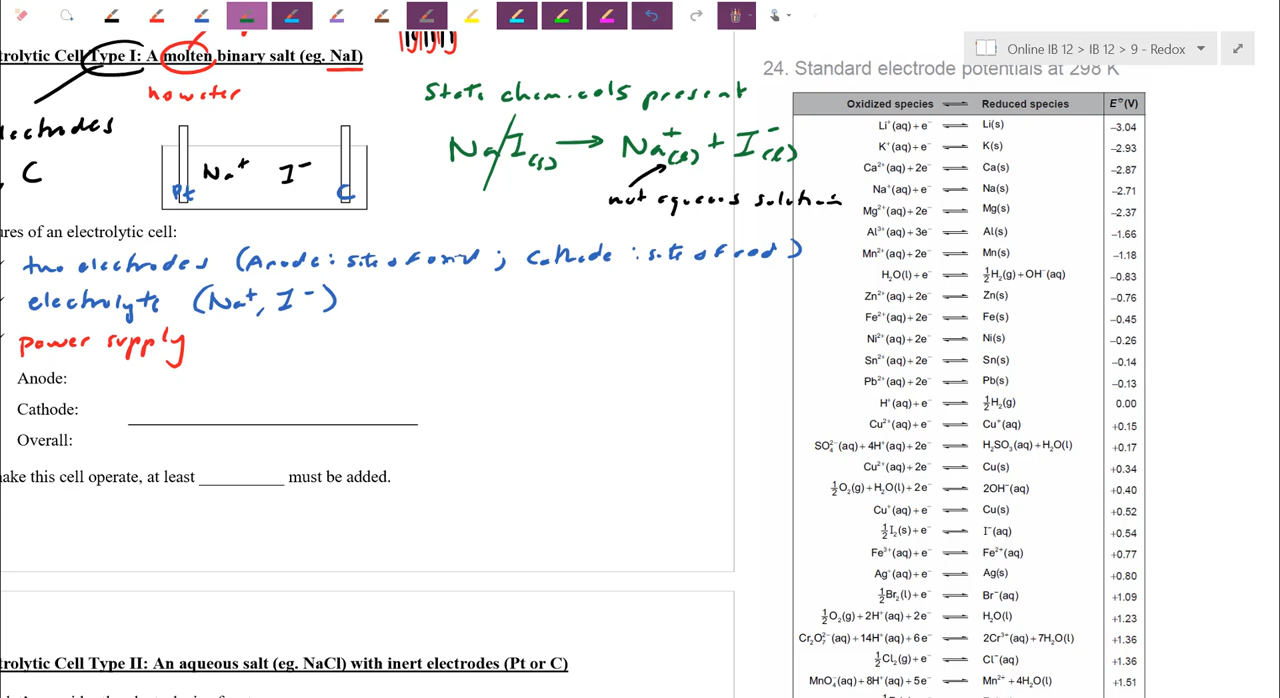 Online IB 12 > IB 12 > 9 - Redox
trolytic Cell Type I: A molten binary salt (eg. NaI)
no water
State chemicals present
NaI(s) → Na+(l) + I-(l)
not aqueous solution
lectrodes
, C
Na+ I-
Pt C
ures of an electrolytic cell:
two electrodes (Anode: site of oxid ; Cathode : site of red )
electrolyte (Na+, I-)
power supply
Anode:
Cathode:
Overall:
ake this cell operate, at least ________ must be added.
trolytic Cell Type II: An aqueous salt (eg. NaCl) with inert electrodes (Pt or C)
24. Standard electrode potentials at 298 K
Oxidized species ⇌ Reduced species E⊖(V)
Li⁺(aq) + e⁻ ⇌ Li(s) −3.04
K⁺(aq) + e⁻ ⇌ K(s) −2.93
Ca²⁺(aq) + 2e⁻ ⇌ Ca(s) −2.87
Na⁺(aq) + e⁻ ⇌ Na(s) −2.71
Mg²⁺(aq) + 2e⁻ ⇌ Mg(s) −2.37
Al³⁺(aq) + 3e⁻ ⇌ Al(s) −1.66
Mn²⁺(aq) + 2e⁻ ⇌ Mn(s) −1.18
H₂O(l) + e⁻ ⇌ ½H₂(g) + OH⁻(aq) −0.83
Zn²⁺(aq) + 2e⁻ ⇌ Zn(s) −0.76
Fe²⁺(aq) + 2e⁻ ⇌ Fe(s) −0.45
Ni²⁺(aq) + 2e⁻ ⇌ Ni(s) −0.26
Sn²⁺(aq) + 2e⁻ ⇌ Sn(s) −0.14
Pb²⁺(aq) + 2e⁻ ⇌ Pb(s) −0.13
H⁺(aq) + e⁻ ⇌ ½H₂(g) 0.00
Cu²⁺(aq) + e⁻ ⇌ Cu⁺(aq) +0.15
SO₄²⁻(aq) + 4H⁺(aq) + 2e⁻ ⇌ H₂SO₃(aq) + H₂O(l) +0.17
Cu²⁺(aq) + 2e⁻ ⇌ Cu(s) +0.34
½O₂(g) + H₂O(l) + 2e⁻ ⇌ 2OH⁻(aq) +0.40
Cu⁺(aq) + e⁻ ⇌ Cu(s) +0.52
½I₂(s) + e⁻ ⇌ I⁻(aq) +0.54
Fe³⁺(aq) + e⁻ ⇌ Fe²⁺(aq) +0.77
Ag⁺(aq) + e⁻ ⇌ Ag(s) +0.80
½Br₂(l) + e⁻ ⇌ Br⁻(aq) +1.09
½O₂(g) + 2H⁺(aq) + 2e⁻ ⇌ H₂O(l) +1.23
Cr₂O₇²⁻(aq) + 14H⁺(aq) + 6e⁻ ⇌ 2Cr³⁺(aq) + 7H₂O(l) +1.36
½Cl₂(g) + e⁻ ⇌ Cl⁻(aq) +1.36
MnO₄⁻(aq) + 8H⁺(aq) + 5e⁻ ⇌ Mn²⁺ + 4H₂O(l) +1.51